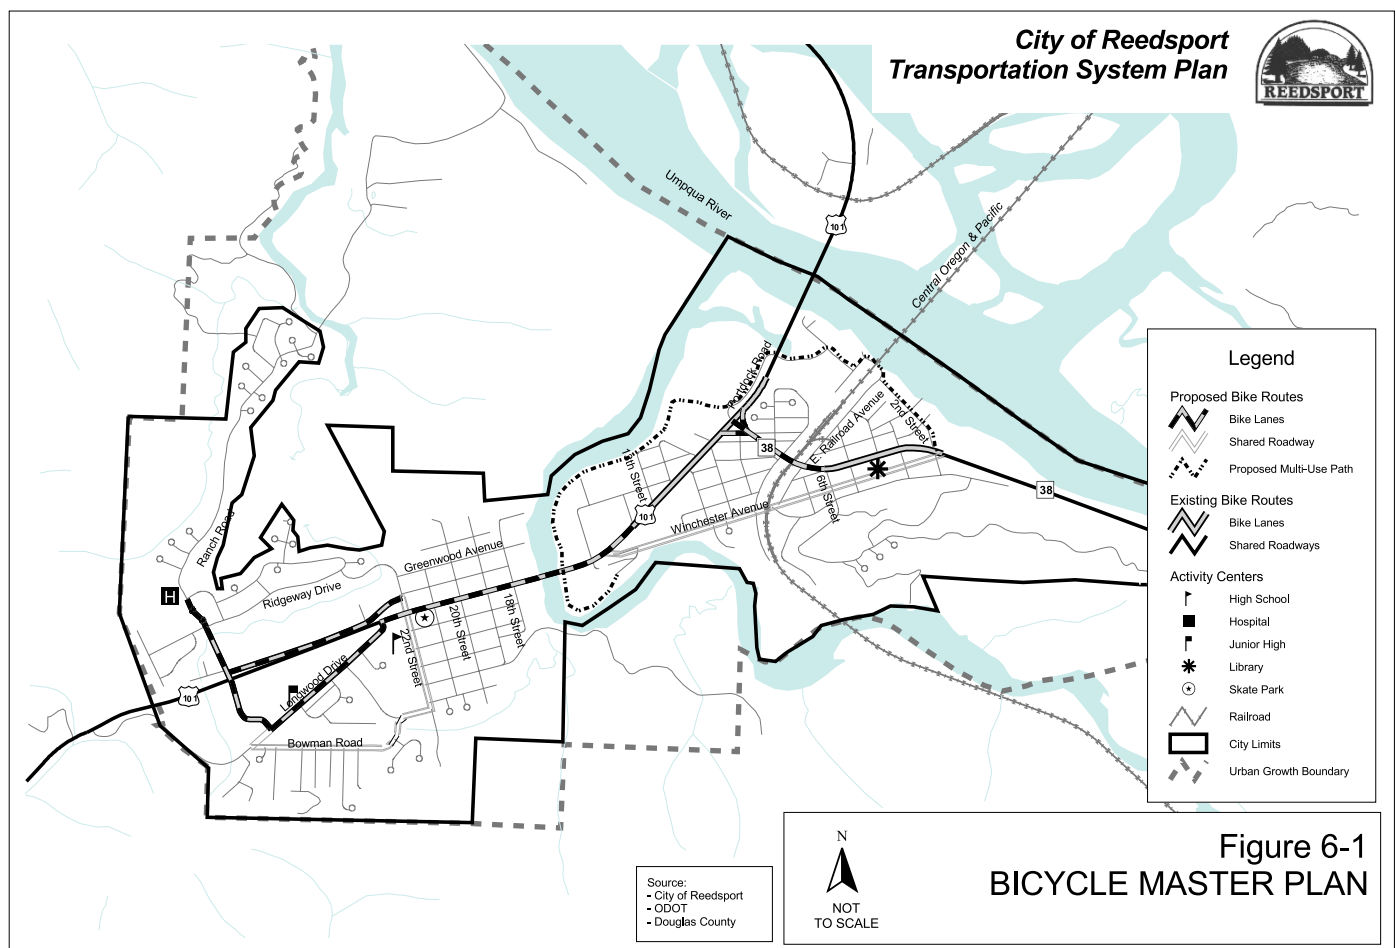 City of Reedsport
Transportation System Plan
REEDSPORT
Umpqua River
101
Central Oregon & Pacific
Road
38
E. Railroad Avenue
2nd Street
6th Street
38
101
Winchester Avenue
Ranch Road
Greenwood Avenue
Ridgeway Drive
H
20th Street
18th Street
22nd Street
Longwood Drive
101
Bowman Road
Legend
Proposed Bike Routes
Bike Lanes
Shared Roadway
Proposed Multi-Use Path
Existing Bike Routes
Bike Lanes
Shared Roadways
Activity Centers
High School
Hospital
Junior High
Library
Skate Park
Railroad
City Limits
Urban Growth Boundary
Source:
- City of Reedsport
- ODOT
- Douglas County
N
NOT
TO SCALE
Figure 6-1
BICYCLE MASTER PLAN